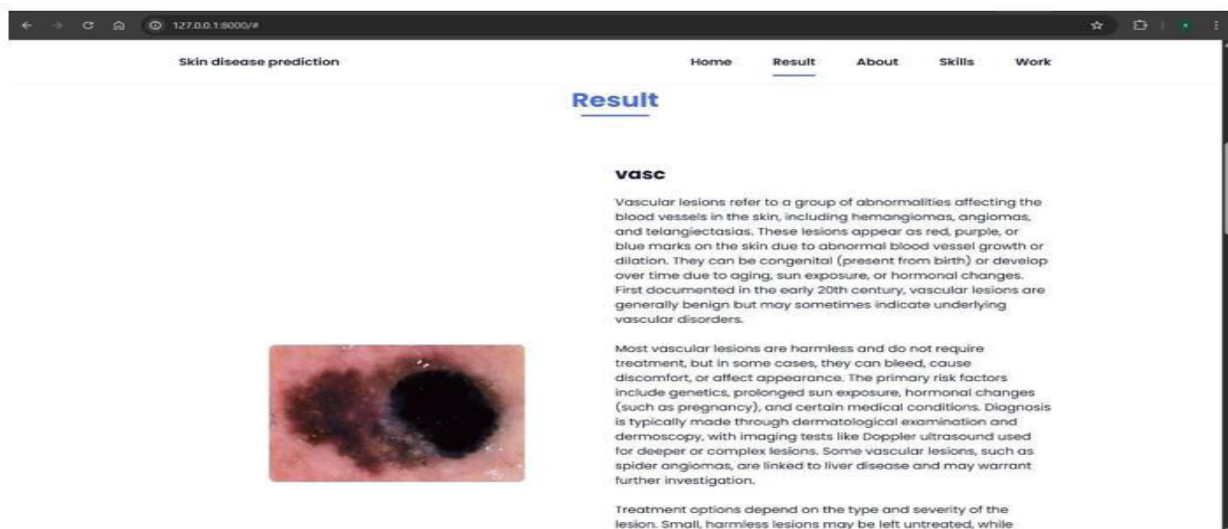 127.0.0.1:8000/#
Skin disease prediction
Home Result About Skills Work
Result
vasc
Vascular lesions refer to a group of abnormalities affecting the
blood vessels in the skin, including hemangiomas, angiomas,
and telangiectasias. These lesions appear as red, purple, or
blue marks on the skin due to abnormal blood vessel growth or
dilation. They can be congenital (present from birth) or develop
over time due to aging, sun exposure, or hormonal changes.
First documented in the early 20th century, vascular lesions are
generally benign but may sometimes indicate underlying
vascular disorders.
Most vascular lesions are harmless and do not require
treatment, but in some cases, they can bleed, cause
discomfort, or affect appearance. The primary risk factors
include genetics, prolonged sun exposure, hormonal changes
(such as pregnancy), and certain medical conditions. Diagnosis
is typically made through dermatological examination and
dermoscopy, with imaging tests like Doppler ultrasound used
for deeper or complex lesions. Some vascular lesions, such as
spider angiomas, are linked to liver disease and may warrant
further investigation.
Treatment options depend on the type and severity of the
lesion. Small, harmless lesions may be left untreated, while